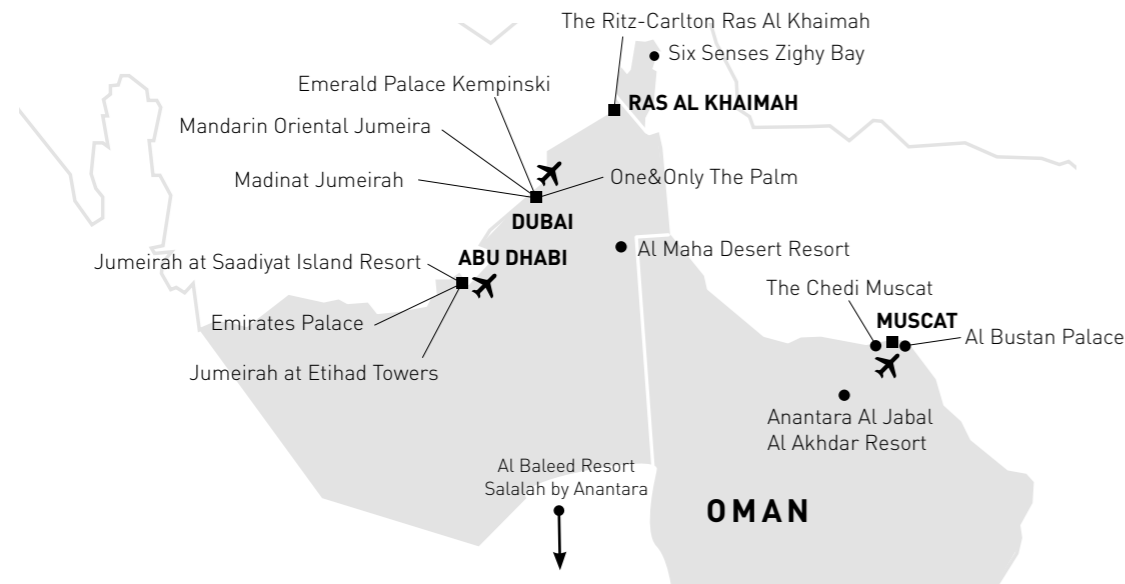 The Ritz-Carlton Ras Al Khaimah
Six Senses Zighy Bay
Emerald Palace Kempinski
RAS AL KHAIMAH
Mandarin Oriental Jumeira
Madinat Jumeirah
One&Only The Palm
DUBAI
Al Maha Desert Resort
ABU DHABI
Jumeirah at Saadiyat Island Resort
The Chedi Muscat
MUSCAT
Emirates Palace
Al Bustan Palace
Jumeirah at Etihad Towers
Anantara Al Jabal
Al Akhdar Resort
Al Baleed Resort
Salalah by Anantara
OMAN